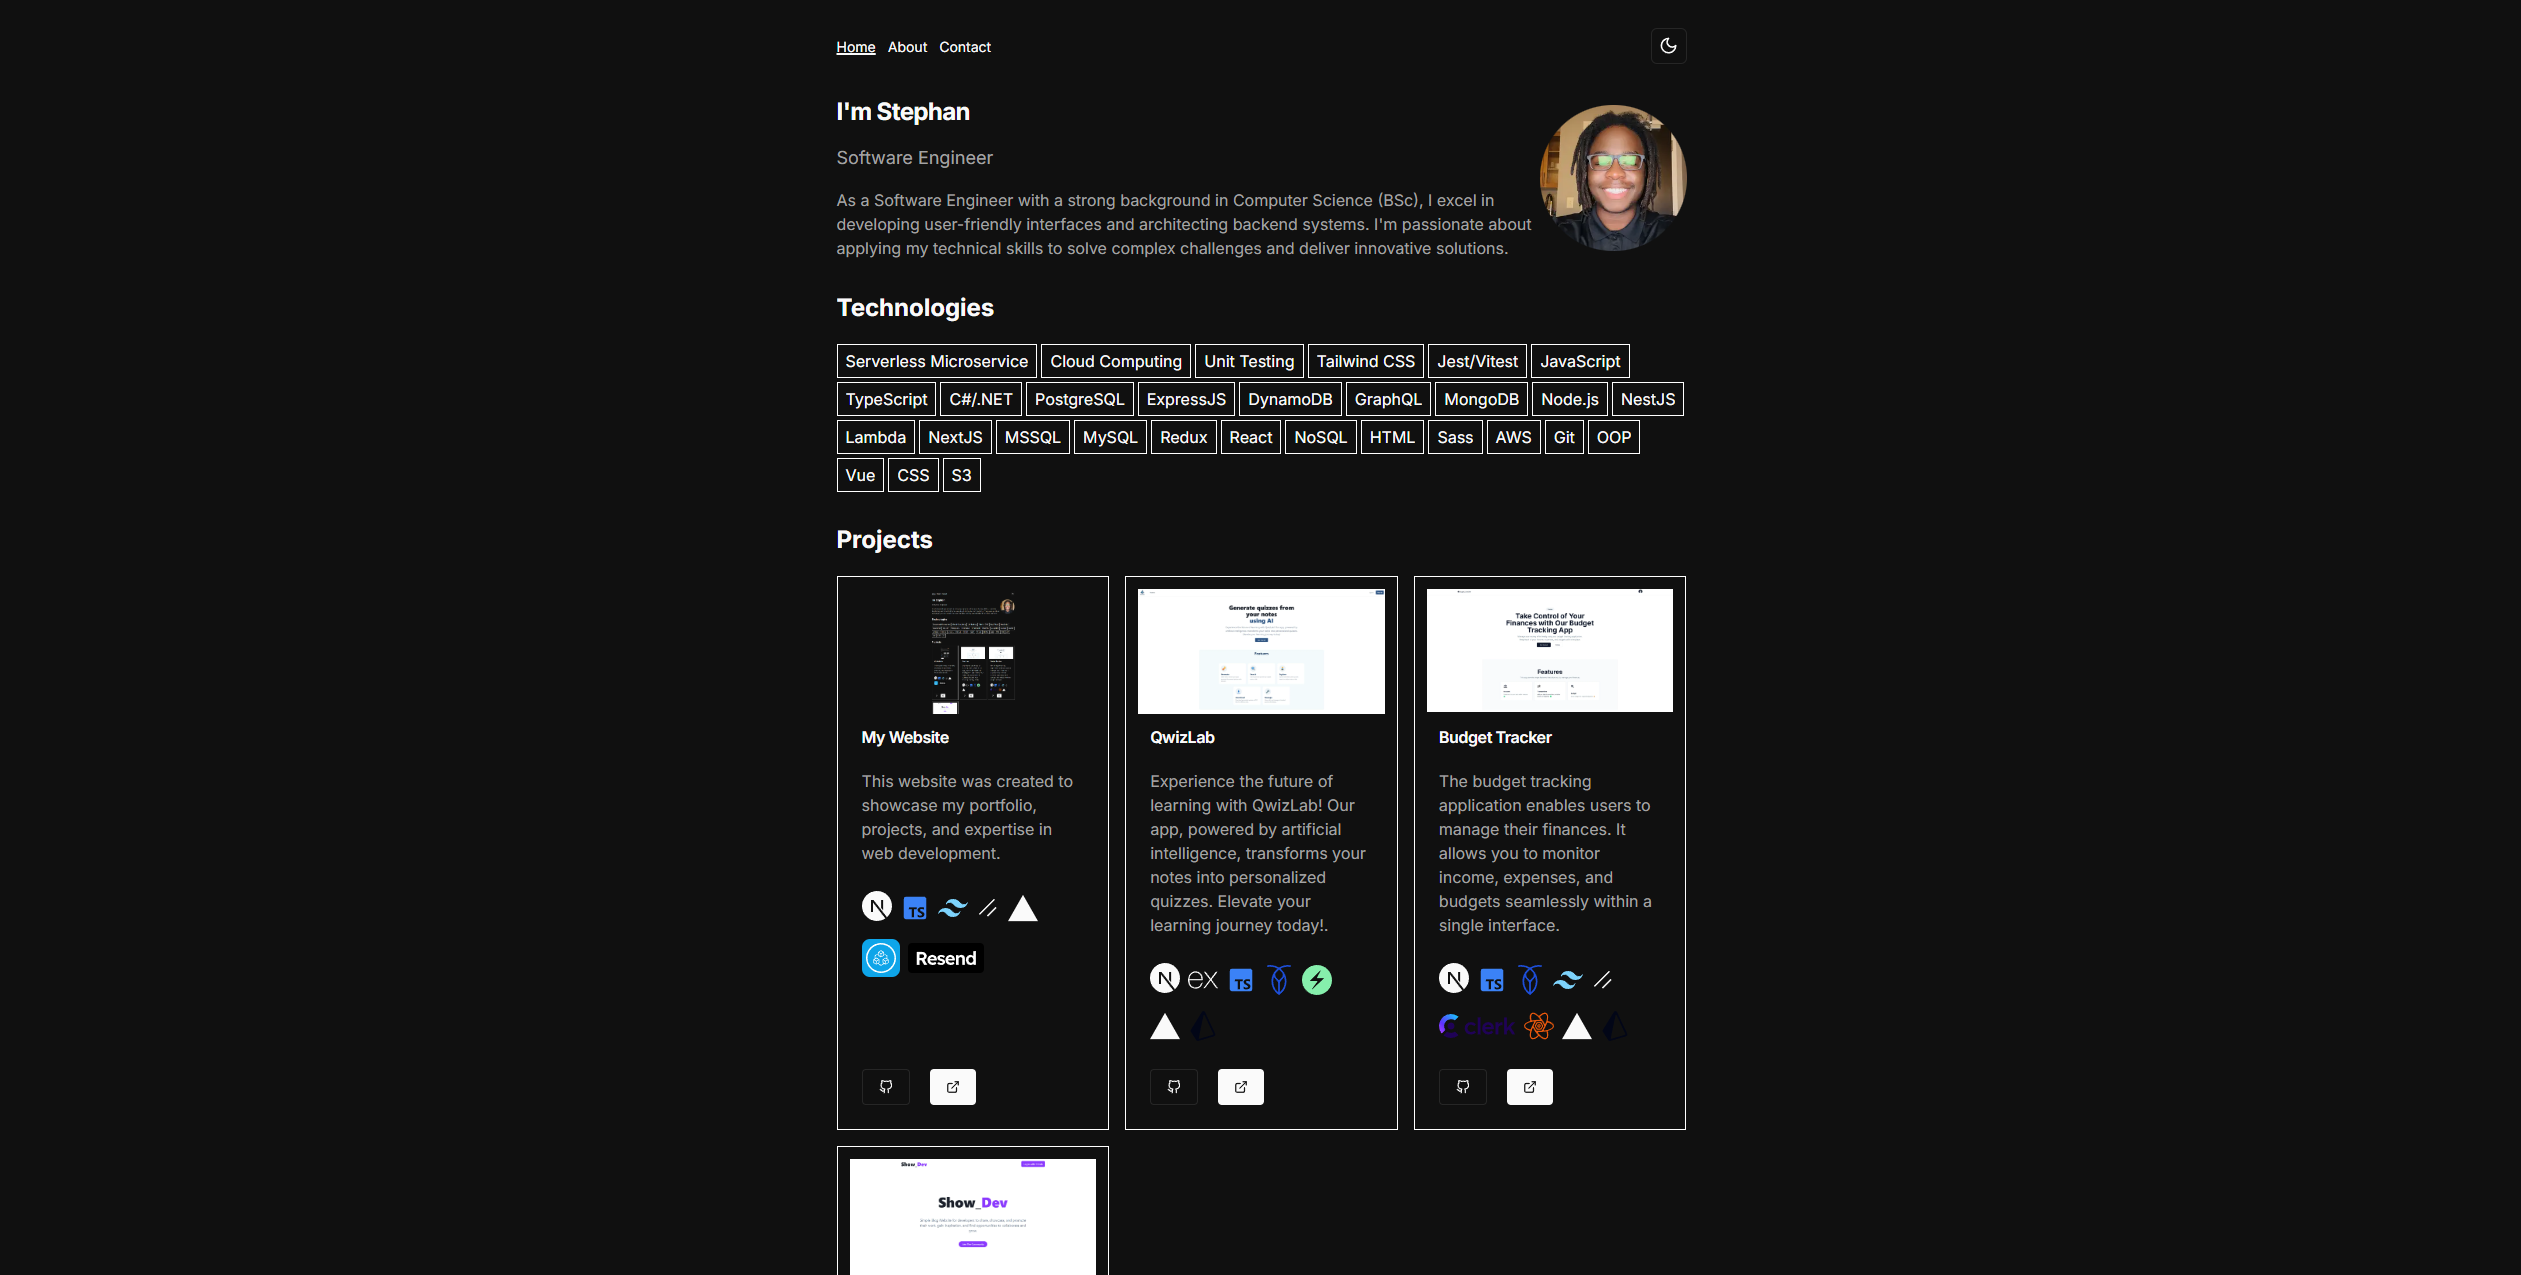 Home About Contact
I'm Stephan
Software Engineer
As a Software Engineer with a strong background in Computer Science (BSc), I excel in
developing user-friendly interfaces and architecting backend systems. I'm passionate about
applying my technical skills to solve complex challenges and deliver innovative solutions.
Technologies
Serverless Microservice Cloud Computing Unit Testing Tailwind CSS Jest/Vitest JavaScript
TypeScript C#/.NET PostgreSQL ExpressJS DynamoDB GraphQL MongoDB Node.js NestJS
Lambda NextJS MSSQL MySQL Redux React NoSQL HTML Sass AWS Git OOP
Vue CSS S3
Projects
My Website
This website was created to
showcase my portfolio,
projects, and expertise in
web development.
N TS
Resend
Generate quizzes from
your notes
using AI
Features
QwizLab
Experience the future of
learning with QwizLab! Our
app, powered by artificial
intelligence, transforms your
notes into personalized
quizzes. Elevate your
learning journey today!.
N ex TS
Take Control of Your
Finances with Our Budget
Tracking App
Features
Budget Tracker
The budget tracking
application enables users to
manage their finances. It
allows you to monitor
income, expenses, and
budgets seamlessly within a
single interface.
N TS
clerk
Show_Dev
Show_Dev